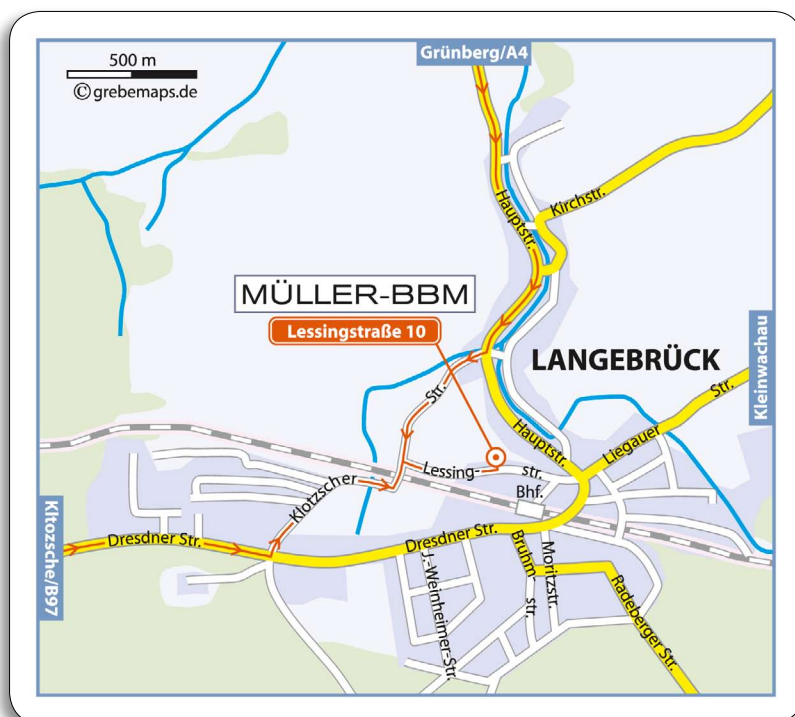 Grünberg/A4
500 m
© grebemaps.de
Hauptstr.
Kirchstr.
MÜLLER-BBM
Lessingstraße 10
LANGEBRÜCK
Kleinwachau
Str.
Hauptstr.
Liegauer
Str.
Lessing-
str.
Bhf.
Klotzscher
Kltozsche/B97
Dresdner Str.
Dresdner Str.
J.-Weinheimer-Str.
Bruhm-
str.
Moritzstr.
Radeberger Str.